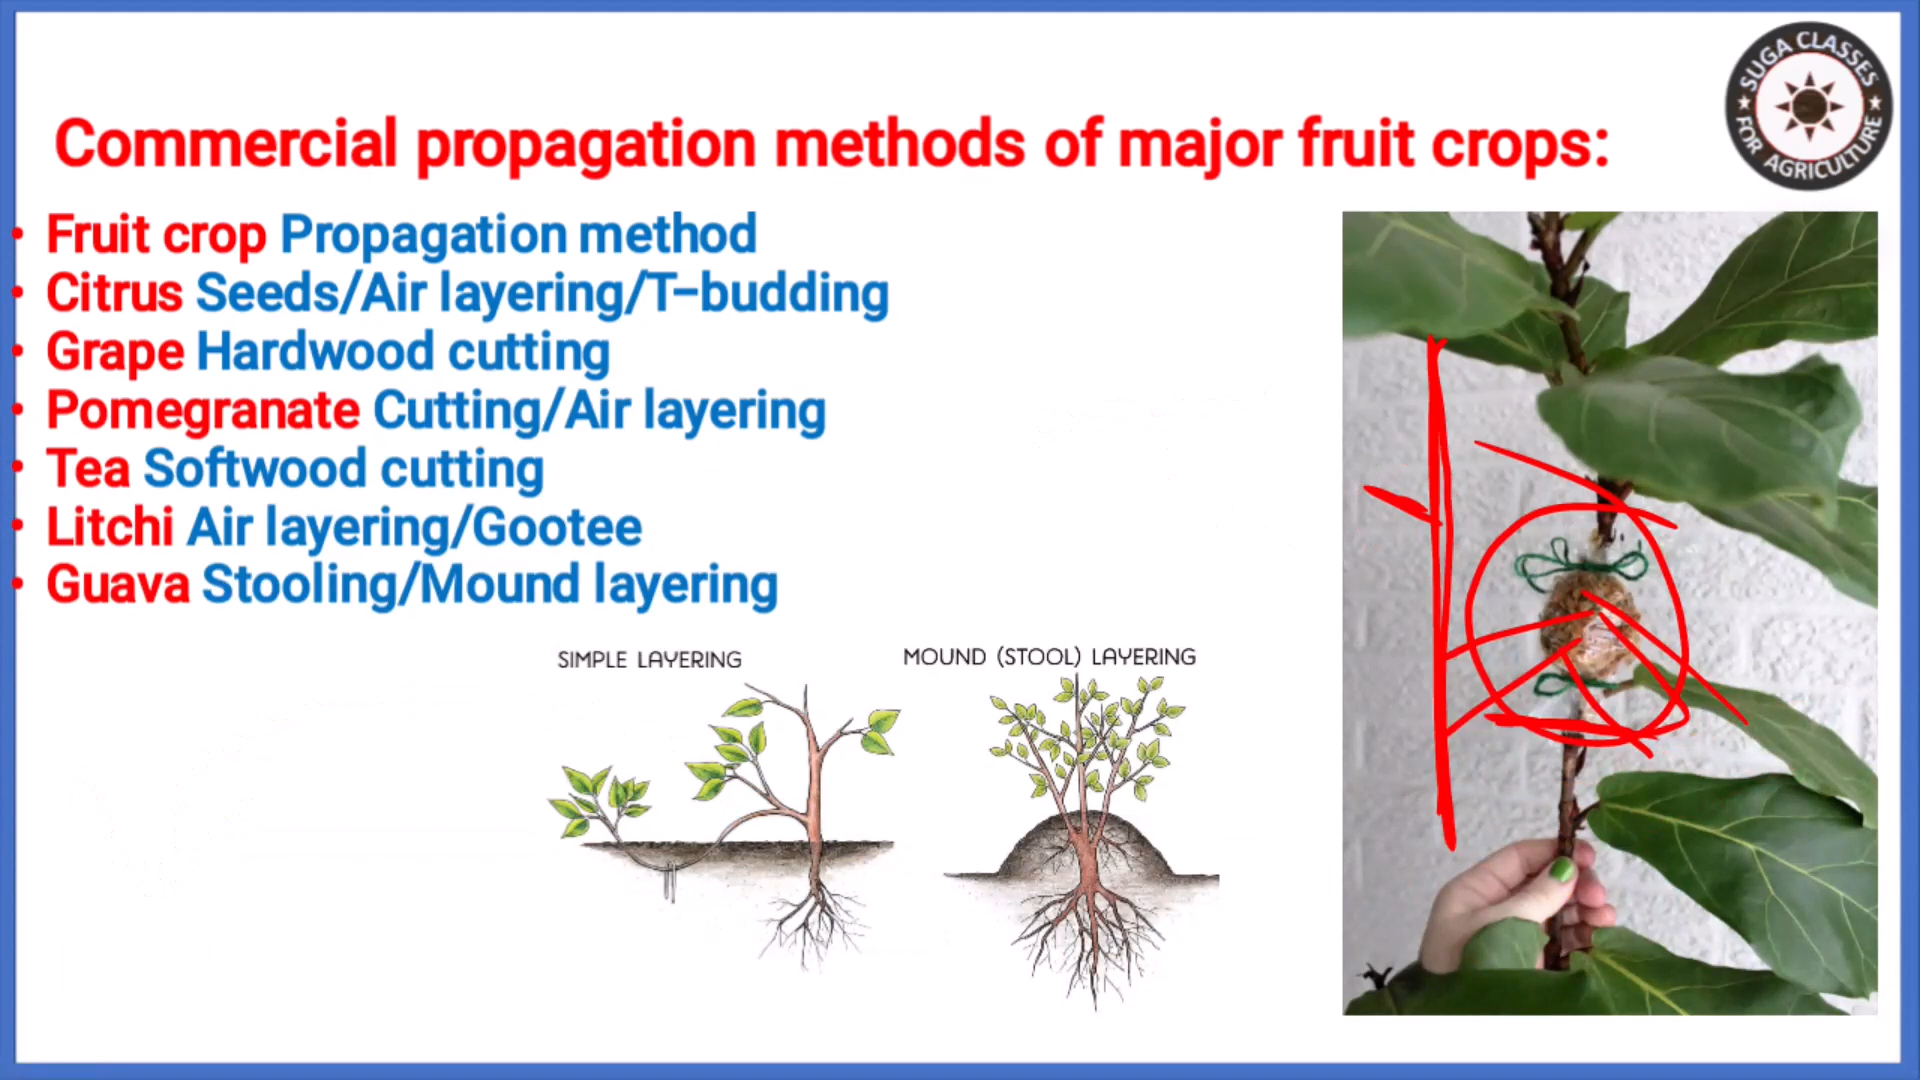 SUGA CLASSES
FOR AGRICULTURE
Commercial propagation methods of major fruit crops:
• Fruit crop Propagation method
• Citrus Seeds/Air layering/T-budding
• Grape Hardwood cutting
• Pomegranate Cutting/Air layering
• Tea Softwood cutting
• Litchi Air layering/Gootee
• Guava Stooling/Mound layering
SIMPLE LAYERING
MOUND (STOOL) LAYERING